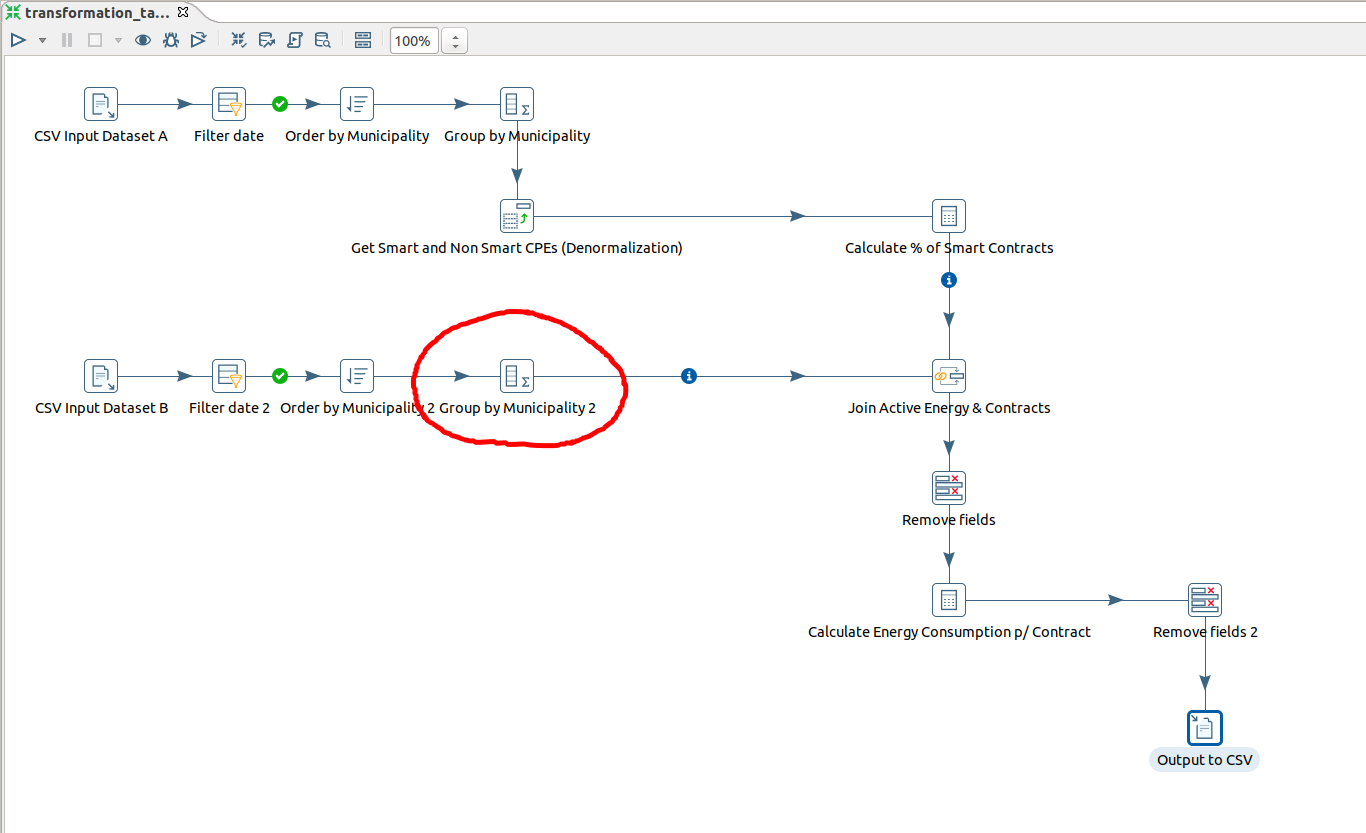 transformation_ta...
100%
CSV Input Dataset A
Filter date
Order by Municipality
Group by Municipality
Get Smart and Non Smart CPEs (Denormalization)
Calculate % of Smart Contracts
CSV Input Dataset B
Filter date 2
Order by Municipality 2
Group by Municipality 2
Join Active Energy & Contracts
Remove fields
Calculate Energy Consumption p/ Contract
Remove fields 2
Output to CSV